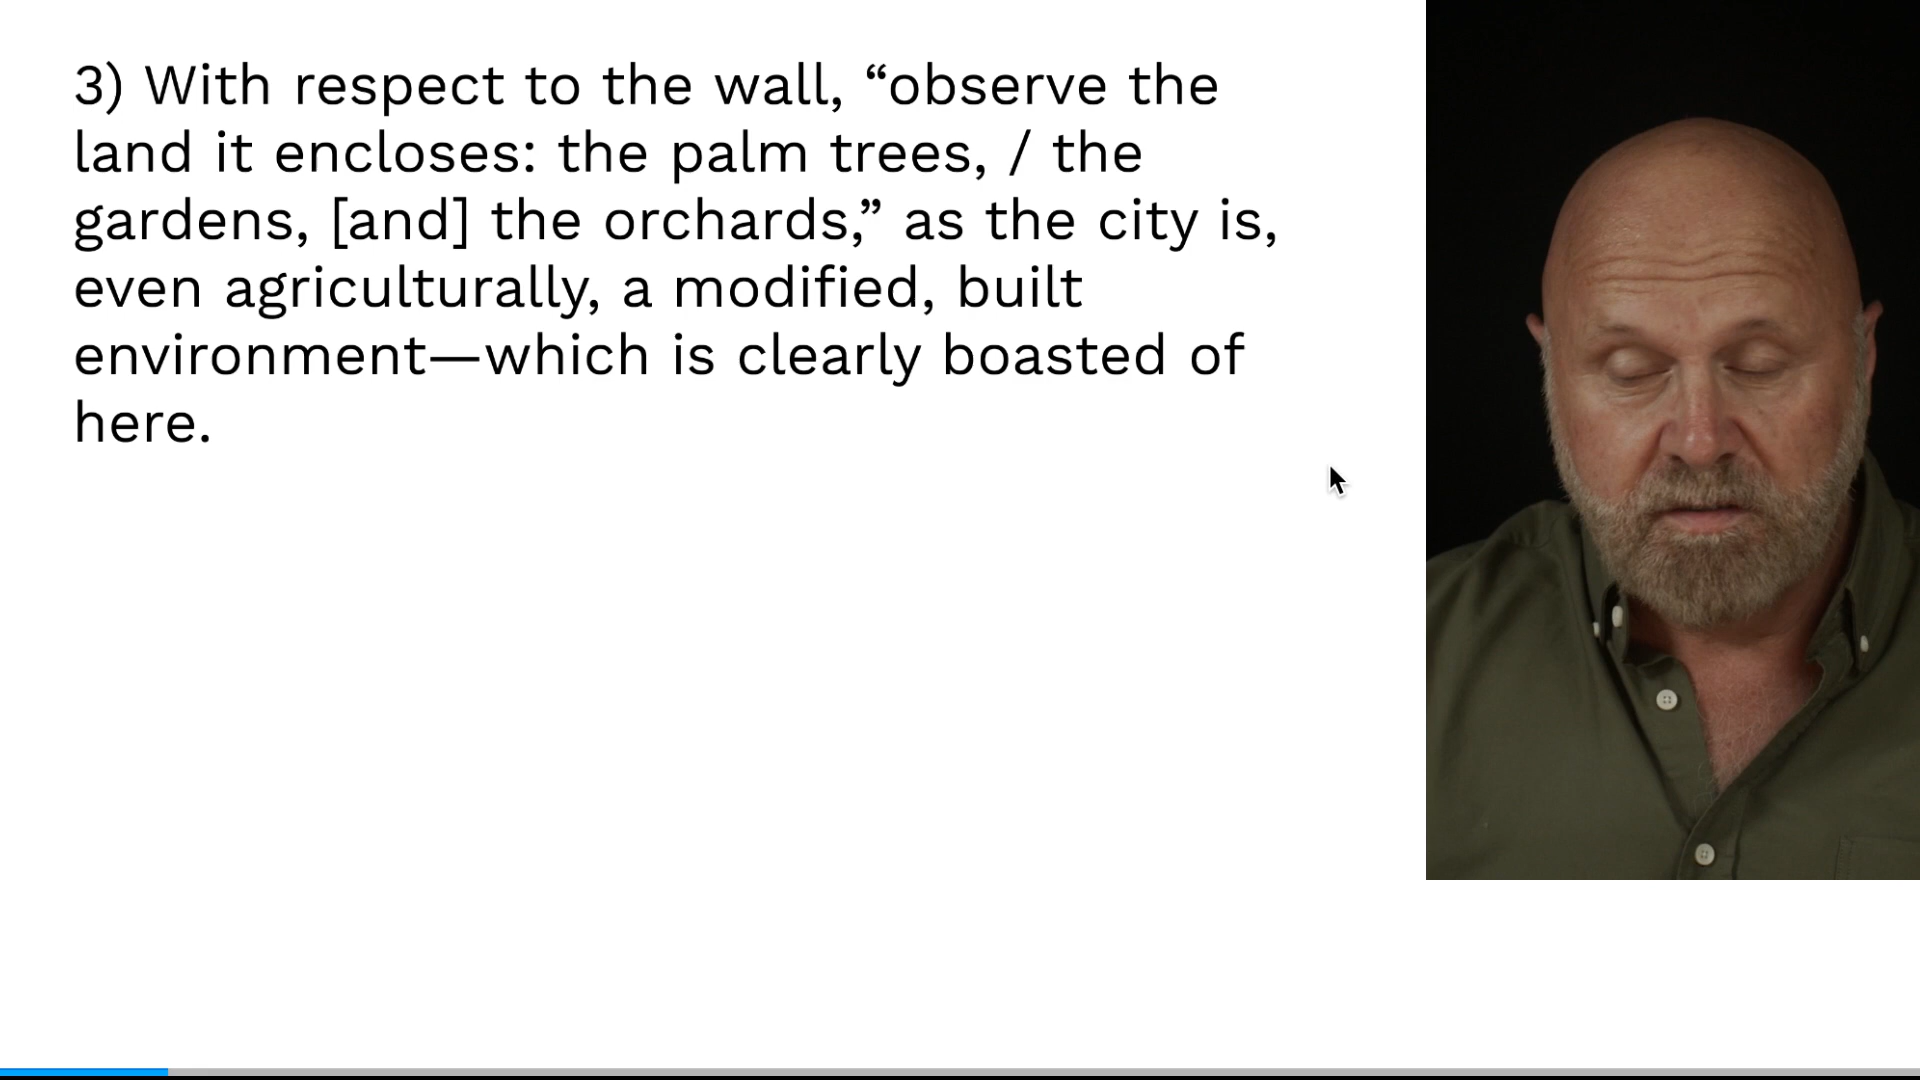 3) With respect to the wall, “observe the
land it encloses: the palm trees, / the
gardens, [and] the orchards,” as the city is,
even agriculturally, a modified, built
environment—which is clearly boasted of
here.